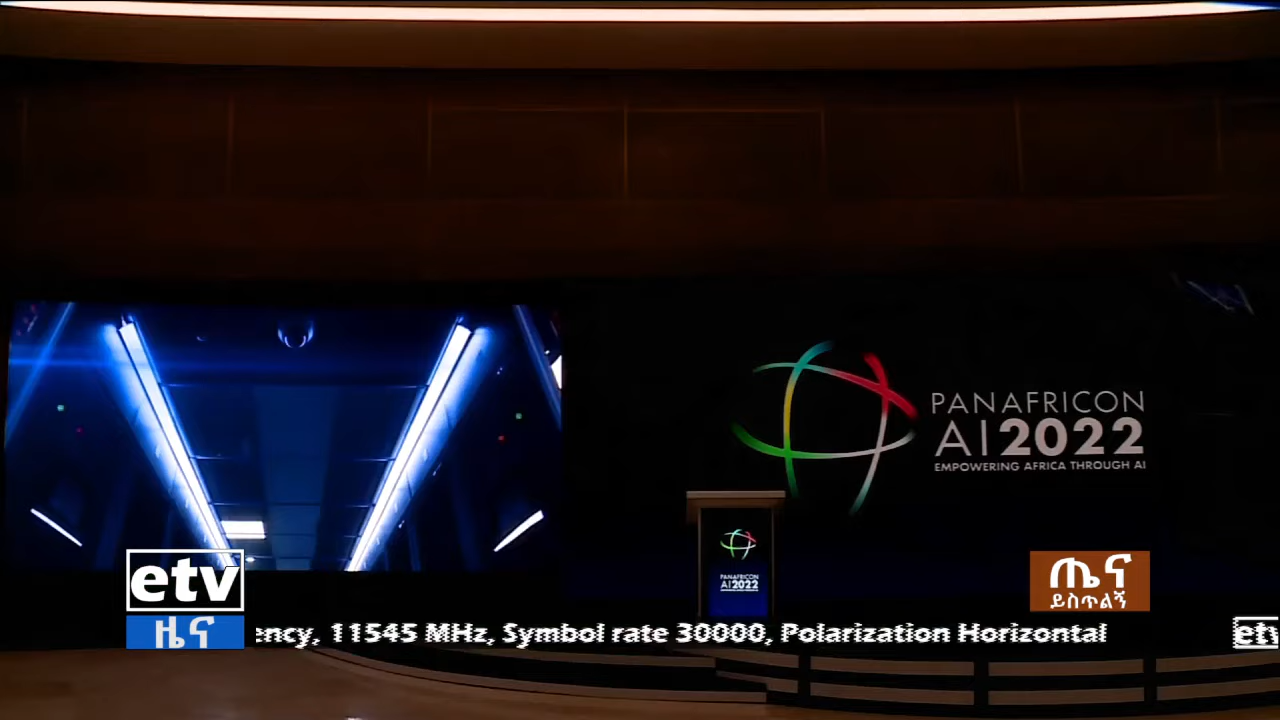 PANAFRICON
AI2022
EMPOWERING AFRICA THROUGH AI
PANAFRICON
AI2022
etv
ዜና
ጤና
ይስጥልኝ
ency, 11545 MHz, Symbol rate 30000, Polarization Horizontal
etv